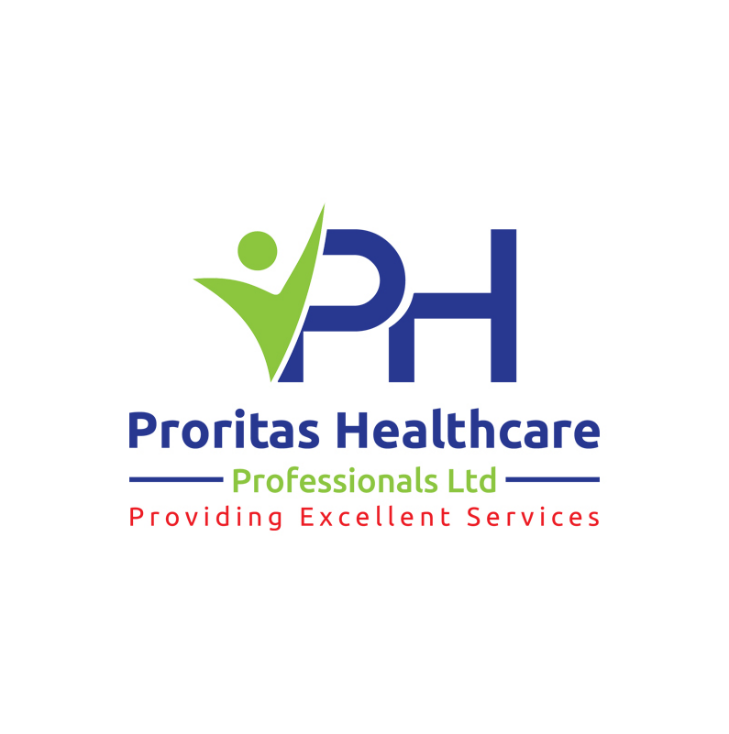 PH
Proritas Healthcare
Professionals Ltd
Providing Excellent Services